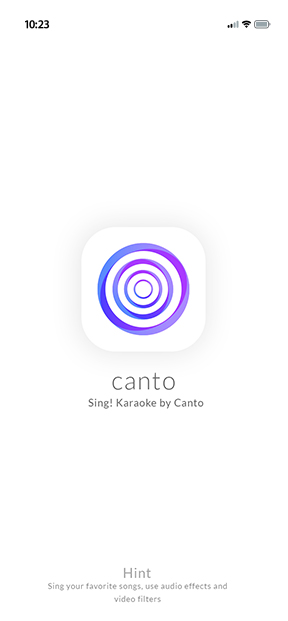 10:23
canto
Sing! Karaoke by Canto
Hint
Sing your favorite songs, use audio effects and
video filters